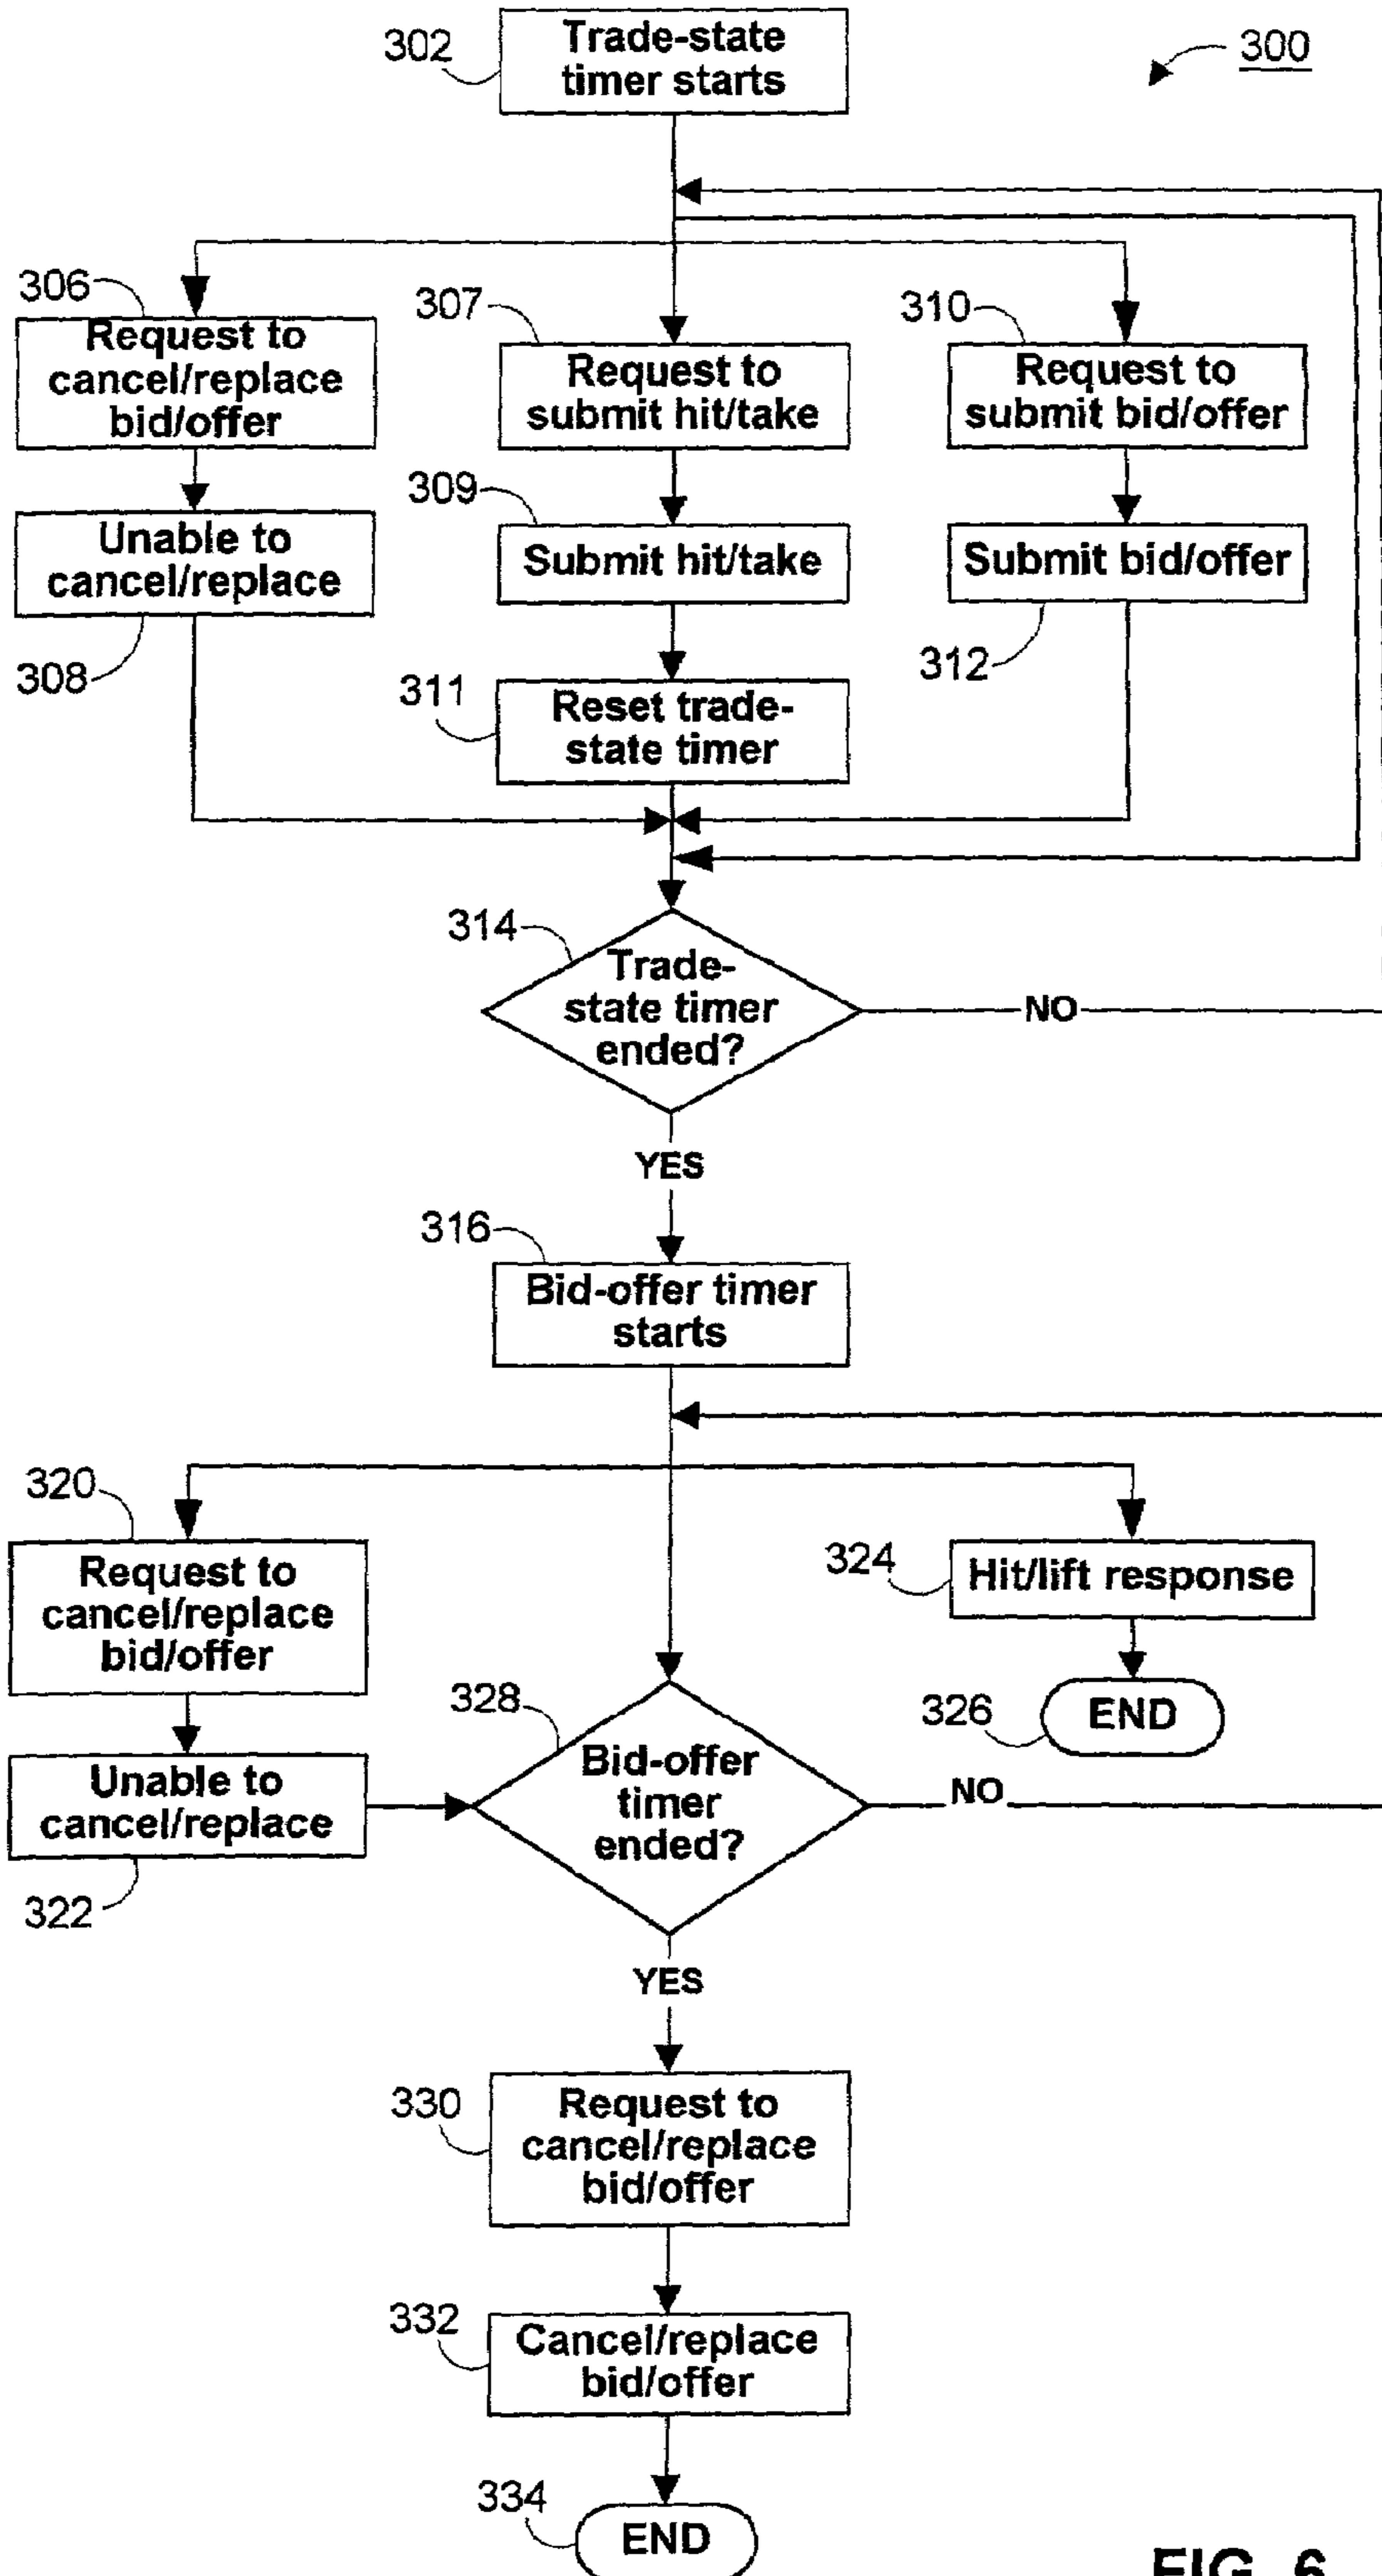 302
Trade-state
timer starts
300
306
Request to
cancel/replace
bid/offer
307
Request to
submit hit/take
310
Request to
submit bid/offer
308
Unable to
cancel/replace
309
Submit hit/take
312
Submit bid/offer
311
Reset trade-
state timer
314
Trade-
state timer
ended?
NO
YES
316
Bid-offer timer
starts
320
Request to
cancel/replace
bid/offer
324
Hit/lift response
326
END
322
Unable to
cancel/replace
328
Bid-offer
timer
ended?
NO
YES
330
Request to
cancel/replace
bid/offer
332
Cancel/replace
bid/offer
334
END
FIG. 6